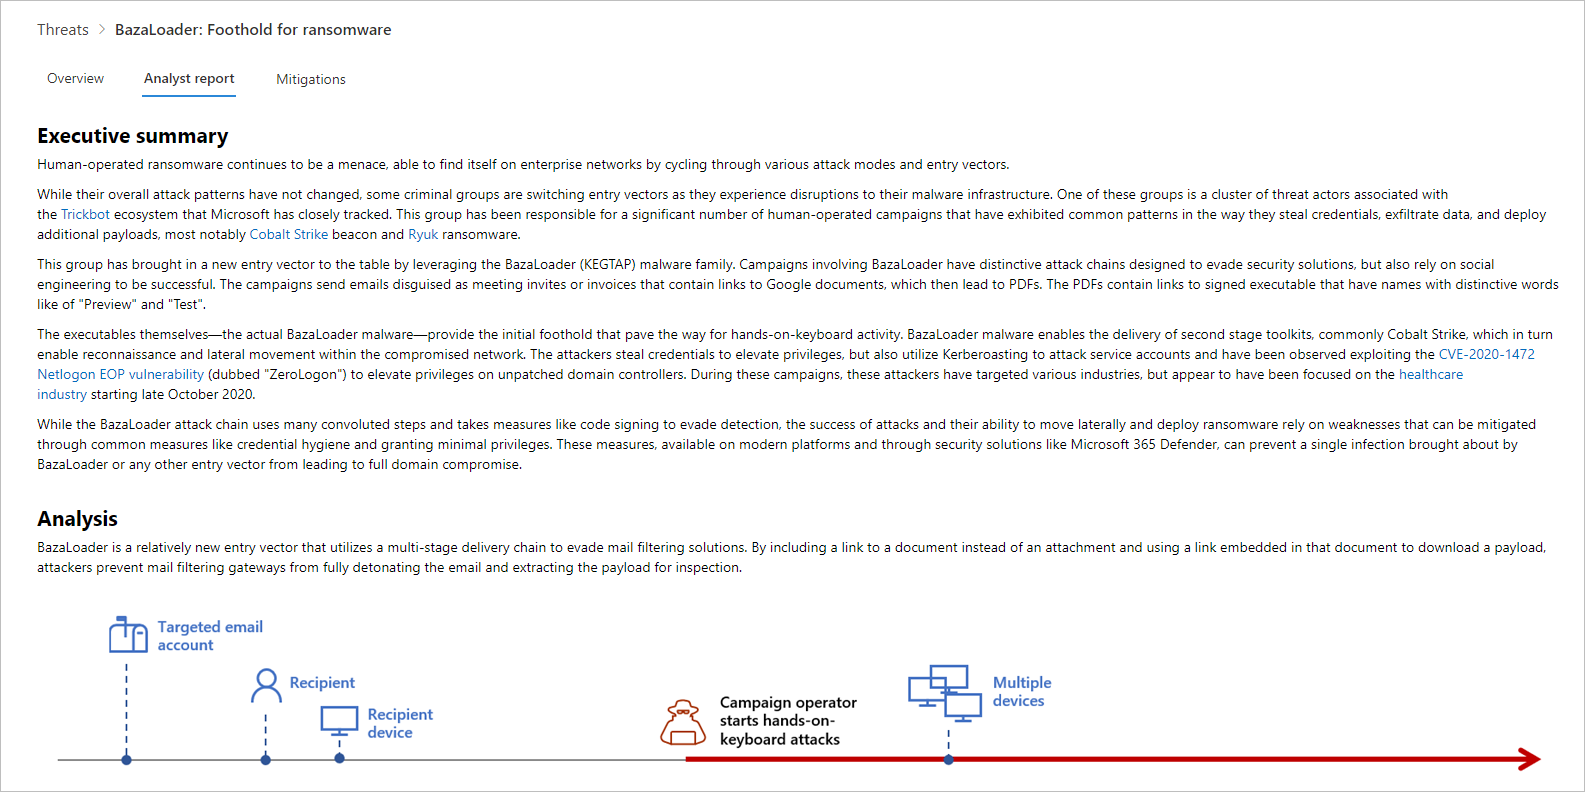 Threats > BazaLoader: Foothold for ransomware
Overview Analyst report Mitigations
Executive summary
Human-operated ransomware continues to be a menace, able to find itself on enterprise networks by cycling through various attack modes and entry vectors.
While their overall attack patterns have not changed, some criminal groups are switching entry vectors as they experience disruptions to their malware infrastructure. One of these groups is a cluster of threat actors associated with
the Trickbot ecosystem that Microsoft has closely tracked. This group has been responsible for a significant number of human-operated campaigns that have exhibited common patterns in the way they steal credentials, exfiltrate data, and deploy
additional payloads, most notably Cobalt Strike beacon and Ryuk ransomware.
This group has brought in a new entry vector to the table by leveraging the BazaLoader (KEGTAP) malware family. Campaigns involving BazaLoader have distinctive attack chains designed to evade security solutions, but also rely on social
engineering to be successful. The campaigns send emails disguised as meeting invites or invoices that contain links to Google documents, which then lead to PDFs. The PDFs contain links to signed executable that have names with distinctive words
like of "Preview" and "Test".
The executables themselves—the actual BazaLoader malware—provide the initial foothold that pave the way for hands-on-keyboard activity. BazaLoader malware enables the delivery of second stage toolkits, commonly Cobalt Strike, which in turn
enable reconnaissance and lateral movement within the compromised network. The attackers steal credentials to elevate privileges, but also utilize Kerberoasting to attack service accounts and have been observed exploiting the CVE-2020-1472
Netlogon EOP vulnerability (dubbed "ZeroLogon") to elevate privileges on unpatched domain controllers. During these campaigns, these attackers have targeted various industries, but appear to have been focused on the healthcare
industry starting late October 2020.
While the BazaLoader attack chain uses many convoluted steps and takes measures like code signing to evade detection, the success of attacks and their ability to move laterally and deploy ransomware rely on weaknesses that can be mitigated
through common measures like credential hygiene and granting minimal privileges. These measures, available on modern platforms and through security solutions like Microsoft 365 Defender, can prevent a single infection brought about by
BazaLoader or any other entry vector from leading to full domain compromise.
Analysis
BazaLoader is a relatively new entry vector that utilizes a multi-stage delivery chain to evade mail filtering solutions. By including a link to a document instead of an attachment and using a link embedded in that document to download a payload,
attackers prevent mail filtering gateways from fully detonating the email and extracting the payload for inspection.
Targeted email
account
Recipient
Recipient
device
Campaign operator
starts hands-on-
keyboard attacks
Multiple
devices